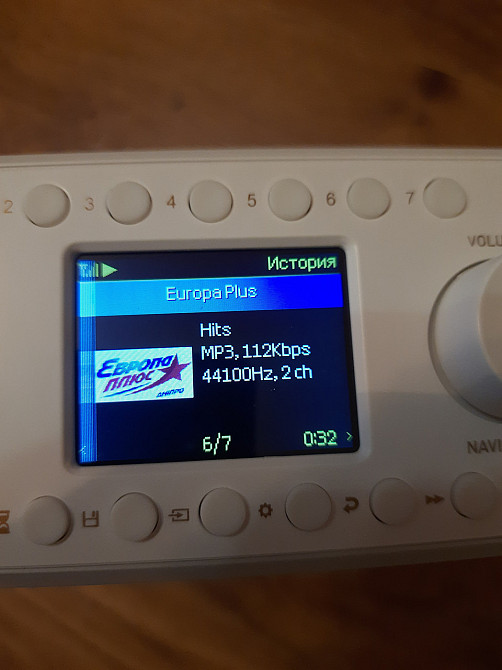 2 3 4 5 6 7
VOLU
История
Europa Plus
Hits
MP3, 112Kbps
44100Hz, 2 ch
ЕВРОПА
ПЛЮС
ДНІПРО
6/7 0:32
NAVI